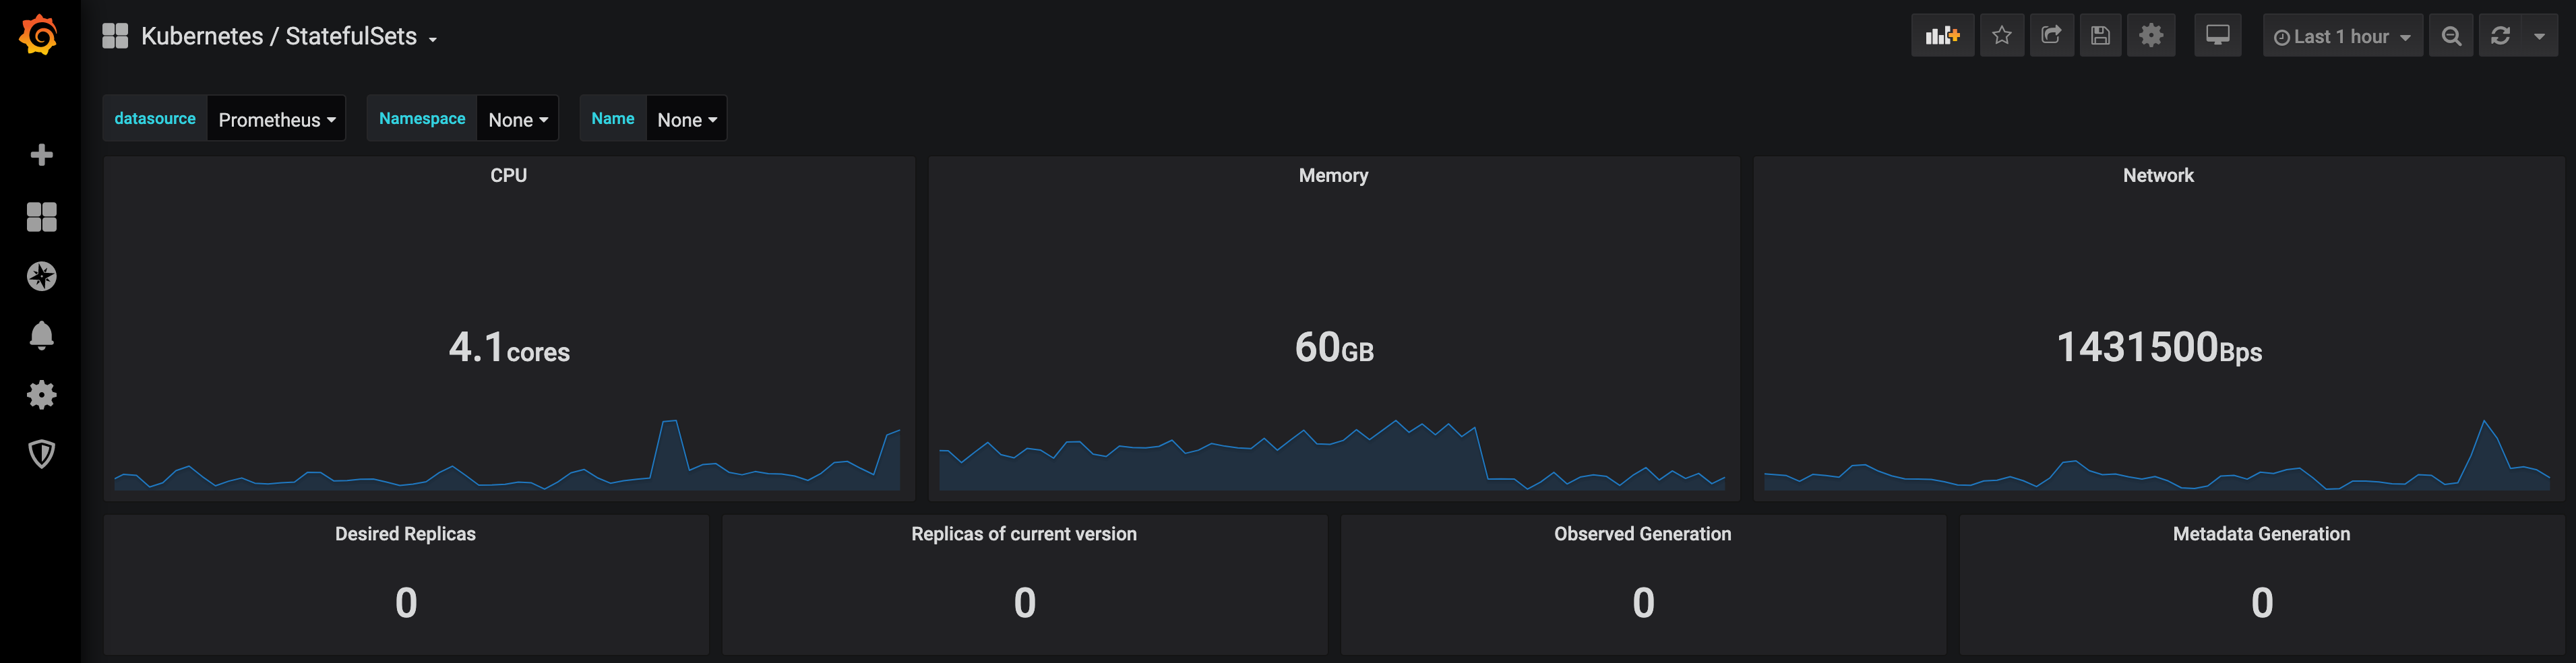 Kubernetes / StatefulSets
Last 1 hour
datasource Prometheus Namespace None Name None
CPU
4.1cores
Memory
60GB
Network
1431500Bps
Desired Replicas
0
Replicas of current version
0
Observed Generation
0
Metadata Generation
0